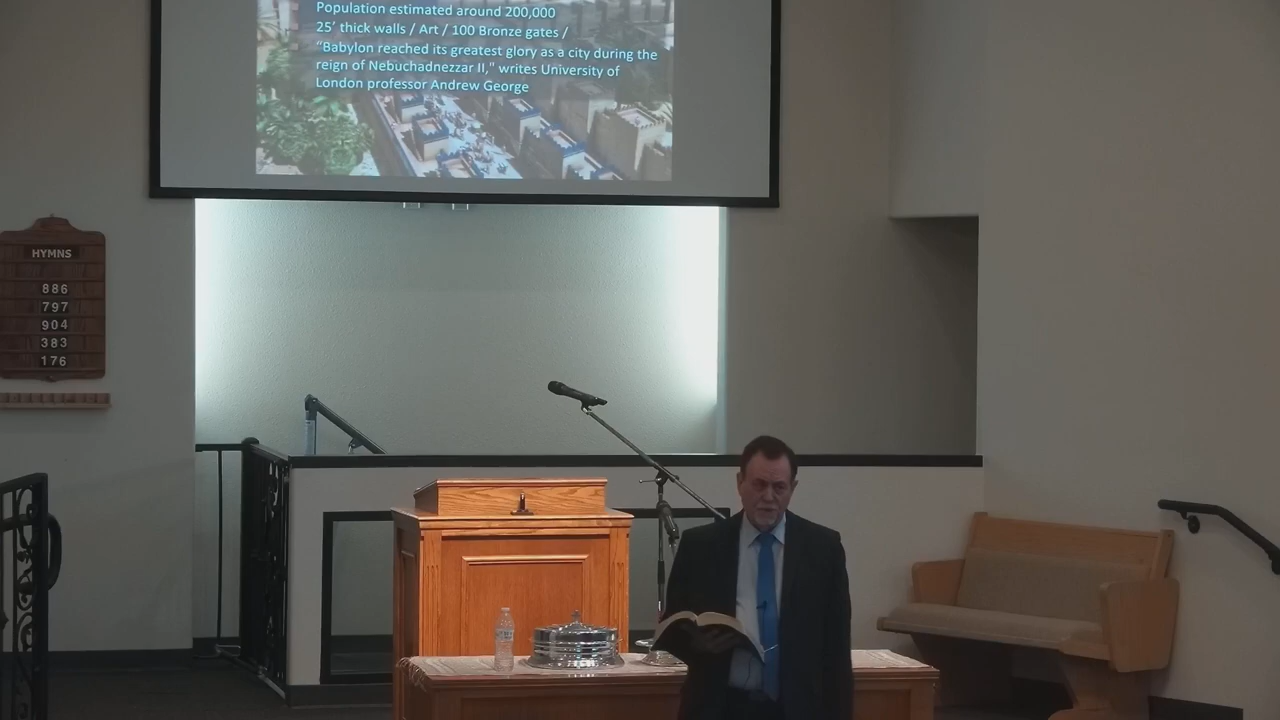 Population estimated around 200,000
25' thick walls / Art / 100 Bronze gates /
"Babylon reached its greatest glory as a city during the
reign of Nebuchadnezzar II," writes University of
London professor Andrew George
HYMNS
886
797
904
383
176